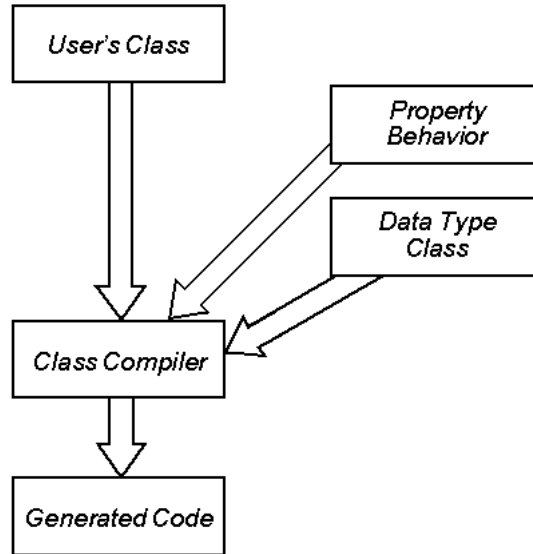 User's Class
Property
Behavior
Data Type
Class
Class Compiler
Generated Code